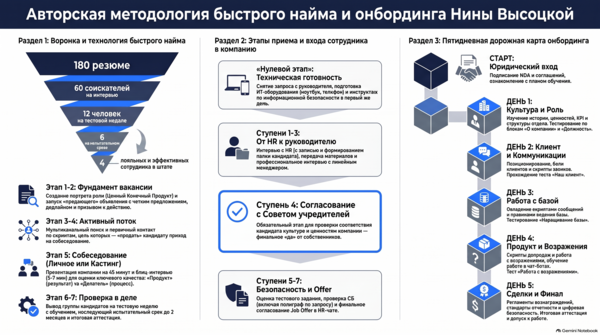 Авторская методология быстрого найма и онбординга Нины Высоцкой
Раздел 1: Воронка и технология быстрого найма
180 резюме
60 соискателей
на интервью
12 человек
на тестовой неделе
6
на испытательном
сроке
4
лояльных и эффективных
сотрудника в штате
Этап 1-2: Фундамент вакансии
Создание портрета роли (Ценный Конечный Продукт) и
запуск «продающего» объявления с четким предложением,
дедлайном и призывом к действию.
Этап 3-4: Активный поток
Мультиканальный поиск и первичный контакт
по скриптам, цель которых — «продать» кандидату приход
на собеседование.
Этап 5: Собеседование
(Личное или Кастинг)
Презентация компании на 45 минут и блиц-интервью
(5-7 мин) для оценки ключевого качества: «Продукт»
(результат) vs «Делатель» (процесс).
Этап 6-7: Проверка в деле
Вывод группы кандидатов на тестовую неделю
с обучением, последующий испытательный срок до 2
месяцев и итоговая аттестация.
Раздел 2: Этапы приема и входа сотрудника
в компанию
«Нулевой этап»:
Техническая готовность
Снятие запроса с руководителя, подготовка
ИТ-оборудования (ноутбук, телефон) и инструктаж
по информационной безопасности в первый же
день.
Ступени 1-3:
От HR к руководителю
Интервью с HR (с записью и формированием
папки кандидата), передача материалов и
профессиональное интервью с линейным
менеджером.
Ступень 4: Согласование
с Советом учредителей
Обязательный этап для проверки соответствия
кандидата культуре и ценностям компании —
финальное «да» от собственников.
Ступени 5-7:
Безопасность и Offer
Оценка тестового задания, проверка СБ
(включая полиграф по запросу) и финальное
согласование Job Offer в HR-чате.
Раздел 3: Пятидневная дорожная карта онбординга
СТАРТ:
Юридический вход
Подписание NDA и соглашений,
ознакомление с планом обучения.
ДЕНЬ 1:
Культура и Роль
Изучение истории, ценностей, KPI
и структуры отдела. Тестирование по
блокам «О компании» и «Должность».
ДЕНЬ 2: Клиент
и Коммуникации
Позиционирование, боли
клиентов и скрипты звонков.
Прохождение теста «Наш клиент».
ДЕНЬ 3:
Работа с базой
Овладение скриптами сообщений
и правилами ведения базы.
Тестирование «Наращивание базы».
ДЕНЬ 4:
Продукт и Возражения
Скрипты допродаж и работа
с возражениями, обучение
работе в чат-ботах.
Тест «Работа с возражениями».
ДЕНЬ 5:
Сделки и Финал
Регламенты вознаграждений,
стандарты отчетности и цифровая
безопасность. Итоговая аттестация
и допуск к работе.
Gemini Notebook